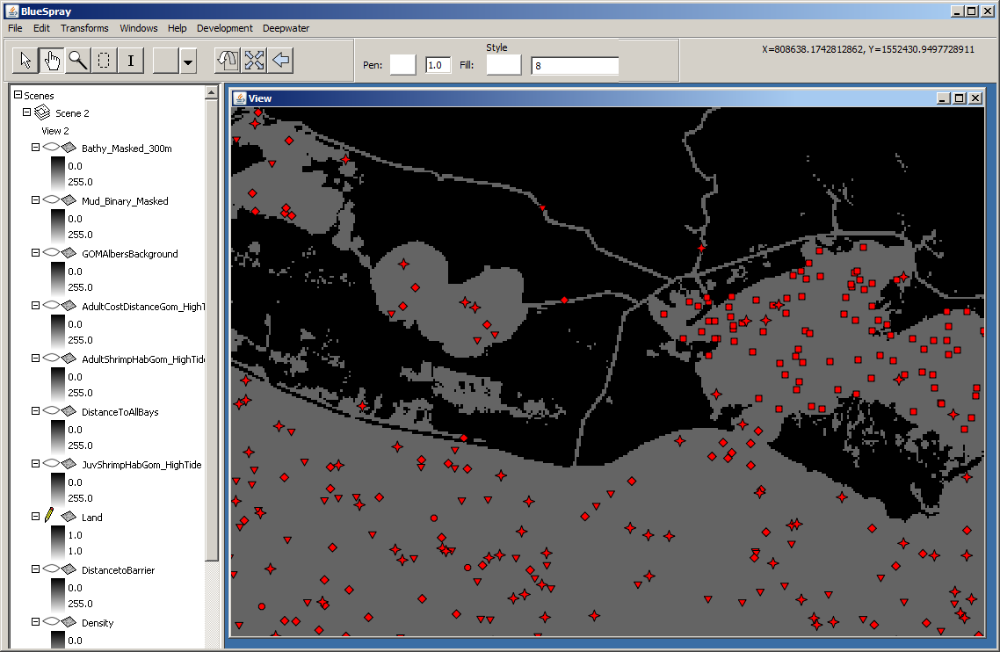 BlueSpray
File Edit Transforms Windows Help Development Deepwater
Style
Pen: 1.0 Fill: 8
X=808638.1742812862, Y=1552430.9497728911
Scenes
Scene 2
View 2
Bathy_Masked_300m
0.0
255.0
Mud_Binary_Masked
0.0
255.0
GOMAlbersBackground
0.0
255.0
AdultCostDistanceGom_HighT
0.0
255.0
AdultShrimpHabGom_HighTide
0.0
255.0
DistanceToAllBays
0.0
255.0
JuvShrimpHabGom_HighTide
0.0
255.0
Land
1.0
1.0
DistancetoBarrier
0.0
255.0
Density
0.0
View